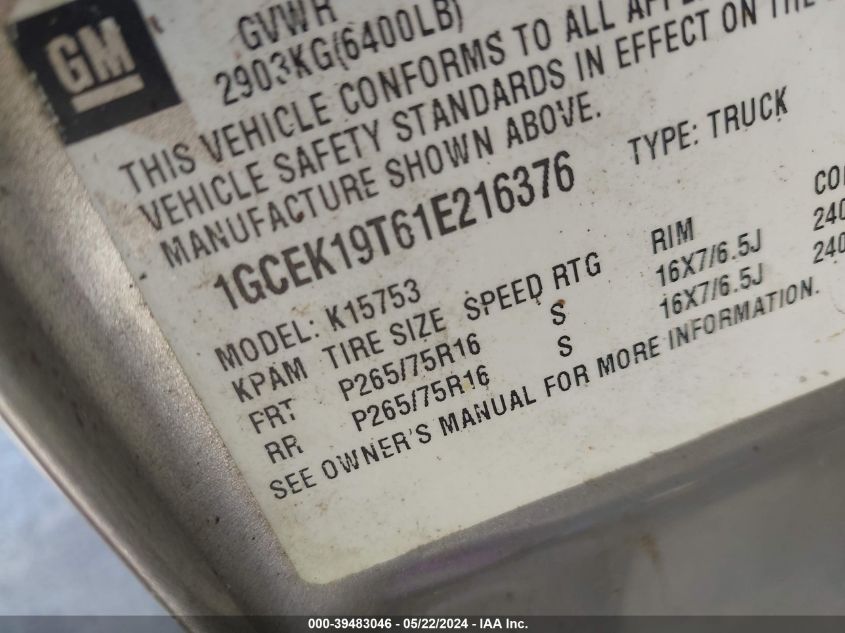 GM
GVWR
2903KG(6400LB)
THIS VEHICLE CONFORMS TO ALL
VEHICLE SAFETY STANDARDS IN EFFECT ON THE
MANUFACTURE SHOWN ABOVE.
1GCEK19T61E216376 TYPE: TRUCK
MODEL: K15753
KPAM TIRE SIZE SPEED RTG RIM
FRT P265/75R16 S 16X7/6.5J 240
RR P265/75R16 S 16X7/6.5J 240
SEE OWNER'S MANUAL FOR MORE INFORMATION.
000-39483046 - 05/22/2024 - IAA Inc.